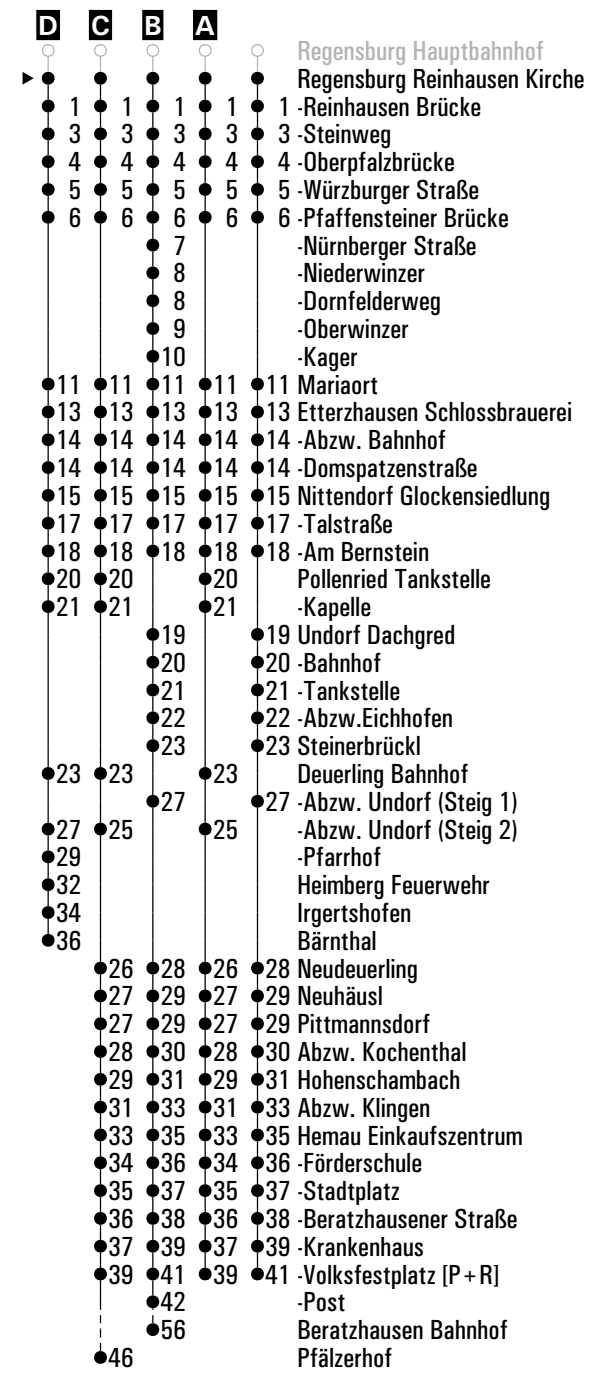 D C B A
Regensburg Hauptbahnhof
Regensburg Reinhausen Kirche
1 1 1 1 1 -Reinhausen Brücke
3 3 3 3 3 -Steinweg
4 4 4 4 4 -Oberpfalzbrücke
5 5 5 5 5 -Würzburger Straße
6 6 6 6 6 -Pfaffensteiner Brücke
7 -Nürnberger Straße
8 -Niederwinzer
8 -Dornfelderweg
9 -Oberwinzer
10 -Kager
11 11 11 11 11 Mariaort
13 13 13 13 13 Etterzhausen Schlossbrauerei
14 14 14 14 14 -Abzw. Bahnhof
14 14 14 14 14 -Domspatzenstraße
15 15 15 15 15 Nittendorf Glockensiedlung
17 17 17 17 17 -Talstraße
18 18 18 18 18 -Am Bernstein
20 20 20 Pollenried Tankstelle
21 21 21 -Kapelle
19 19 Undorf Dachgred
20 20 -Bahnhof
21 21 -Tankstelle
22 22 -Abzw.Eichhofen
23 23 Steinerbrückl
23 23 23 Deuerling Bahnhof
27 27 -Abzw. Undorf (Steig 1)
27 25 25 -Abzw. Undorf (Steig 2)
29 -Pfarrhof
32 Heimberg Feuerwehr
34 Irgertshofen
36 Bärnthal
26 28 26 28 Neudeuerling
27 29 27 29 Neuhäusl
27 29 27 29 Pittmannsdorf
28 30 28 30 Abzw. Kochenthal
29 31 29 31 Hohenschambach
31 33 31 33 Abzw. Klingen
33 35 33 35 Hemau Einkaufszentrum
34 36 34 36 -Förderschule
35 37 35 37 -Stadtplatz
36 38 36 38 -Beratzhausener Straße
37 39 37 39 -Krankenhaus
39 41 39 41 -Volksfestplatz [P+R]
42 -Post
56 Beratzhausen Bahnhof
46 Pfälzerhof